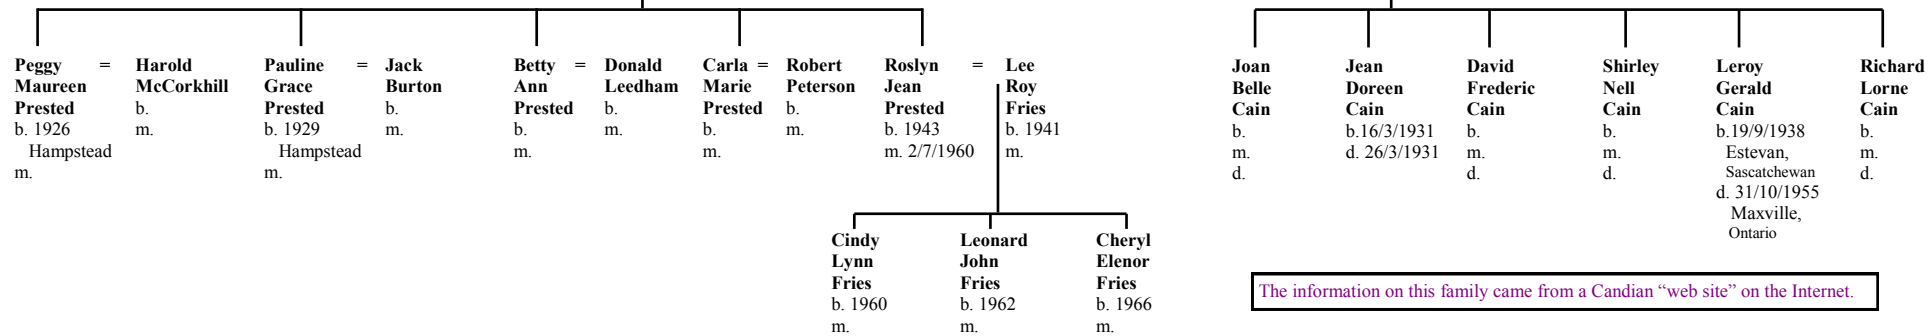 Peggy =
Maureen
Prested
b. 1926
Hampstead
m.
Harold
McCorkhill
b.
m.
Pauline =
Grace
Prested
b. 1929
Hampstead
m.
Jack
Burton
b.
m.
Betty =
Ann
Prested
b.
m.
Donald
Leedham
b.
m.
Carla =
Marie
Prested
b.
m.
Robert
Peterson
b.
m.
Roslyn =
Jean
Prested
b. 1943
m. 2/7/1960
Lee
Roy
Fries
b. 1941
m.
Cindy
Lynn
Fries
b. 1960
m.
Leonard
John
Fries
b. 1962
m.
Cheryl
Elenor
Fries
b. 1966
m.
Joan
Belle
Cain
b.
m.
d.
Jean
Doreen
Cain
b.16/3/1931
d. 26/3/1931
David
Frederic
Cain
b.
m.
d.
Shirley
Nell
Cain
b.
m.
d.
Leroy
Gerald
Cain
b.19/9/1938
Estevan,
Sascatchewan
d. 31/10/1955
Maxville,
Ontario
Richard
Lorne
Cain
b.
m.
d.
The information on this family came from a Candian “web site” on the Internet.